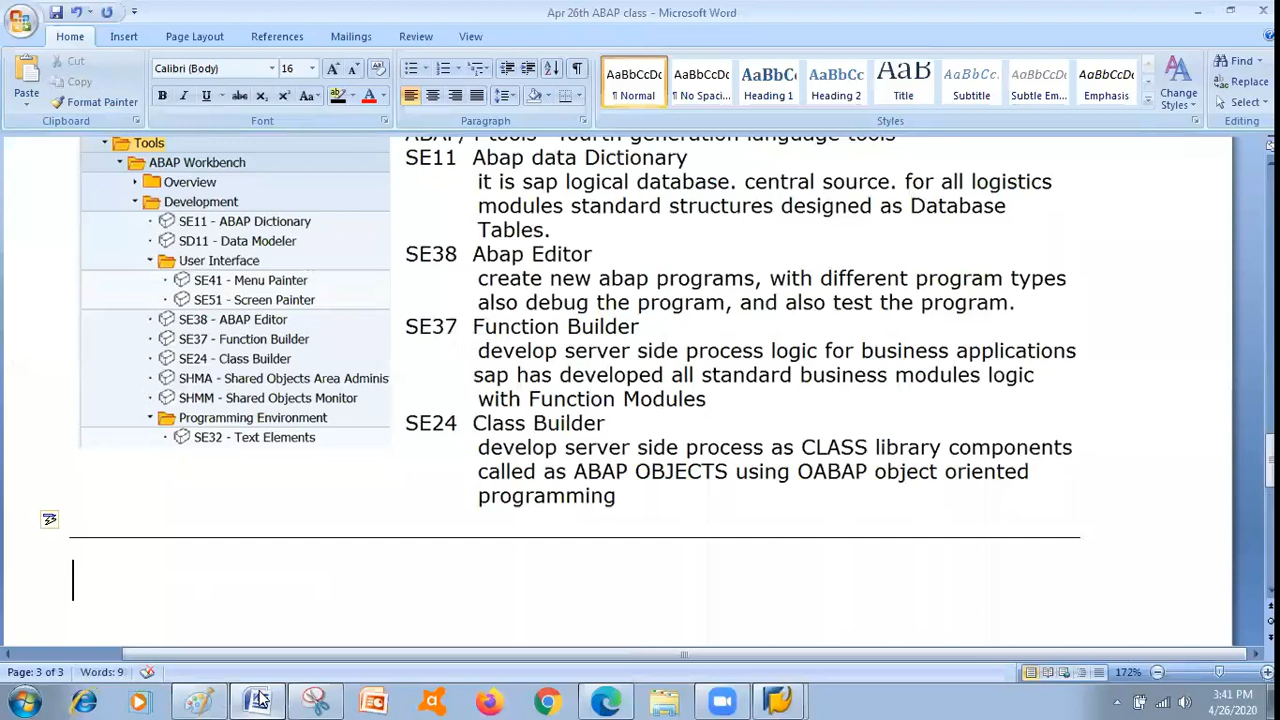 Apr 26th ABAP class - Microsoft Word
Home Insert Page Layout References Mailings Review View
Cut
Copy
Format Painter
Paste
Clipboard
Calibri (Body) 16
Font
Paragraph
AaBbCcDc ¶ Normal
AaBbCcDc ¶ No Spaci...
AaBbC Heading 1
AaBbCc Heading 2
AaB Title
AaBbCc. Subtitle
AaBbCcDc Subtle Em...
AaBbCcDc Emphasis
Change Styles
Styles
Find
Replace
Select
Editing
Tools
ABAP Workbench
Overview
Development
SE11 - ABAP Dictionary
SD11 - Data Modeler
User Interface
SE41 - Menu Painter
SE51 - Screen Painter
SE38 - ABAP Editor
SE37 - Function Builder
SE24 - Class Builder
SHMA - Shared Objects Area Adminis
SHMM - Shared Objects Monitor
Programming Environment
SE32 - Text Elements
fourth generation language tools
SE11 Abap data Dictionary
it is sap logical database. central source. for all logistics
modules standard structures designed as Database
Tables.
SE38 Abap Editor
create new abap programs, with different program types
also debug the program, and also test the program.
SE37 Function Builder
develop server side process logic for business applications
sap has developed all standard business modules logic
with Function Modules
SE24 Class Builder
develop server side process as CLASS library components
called as ABAP OBJECTS using OABAP object oriented
programming
Page: 3 of 3 Words: 9 172%
3:41 PM
4/26/2020